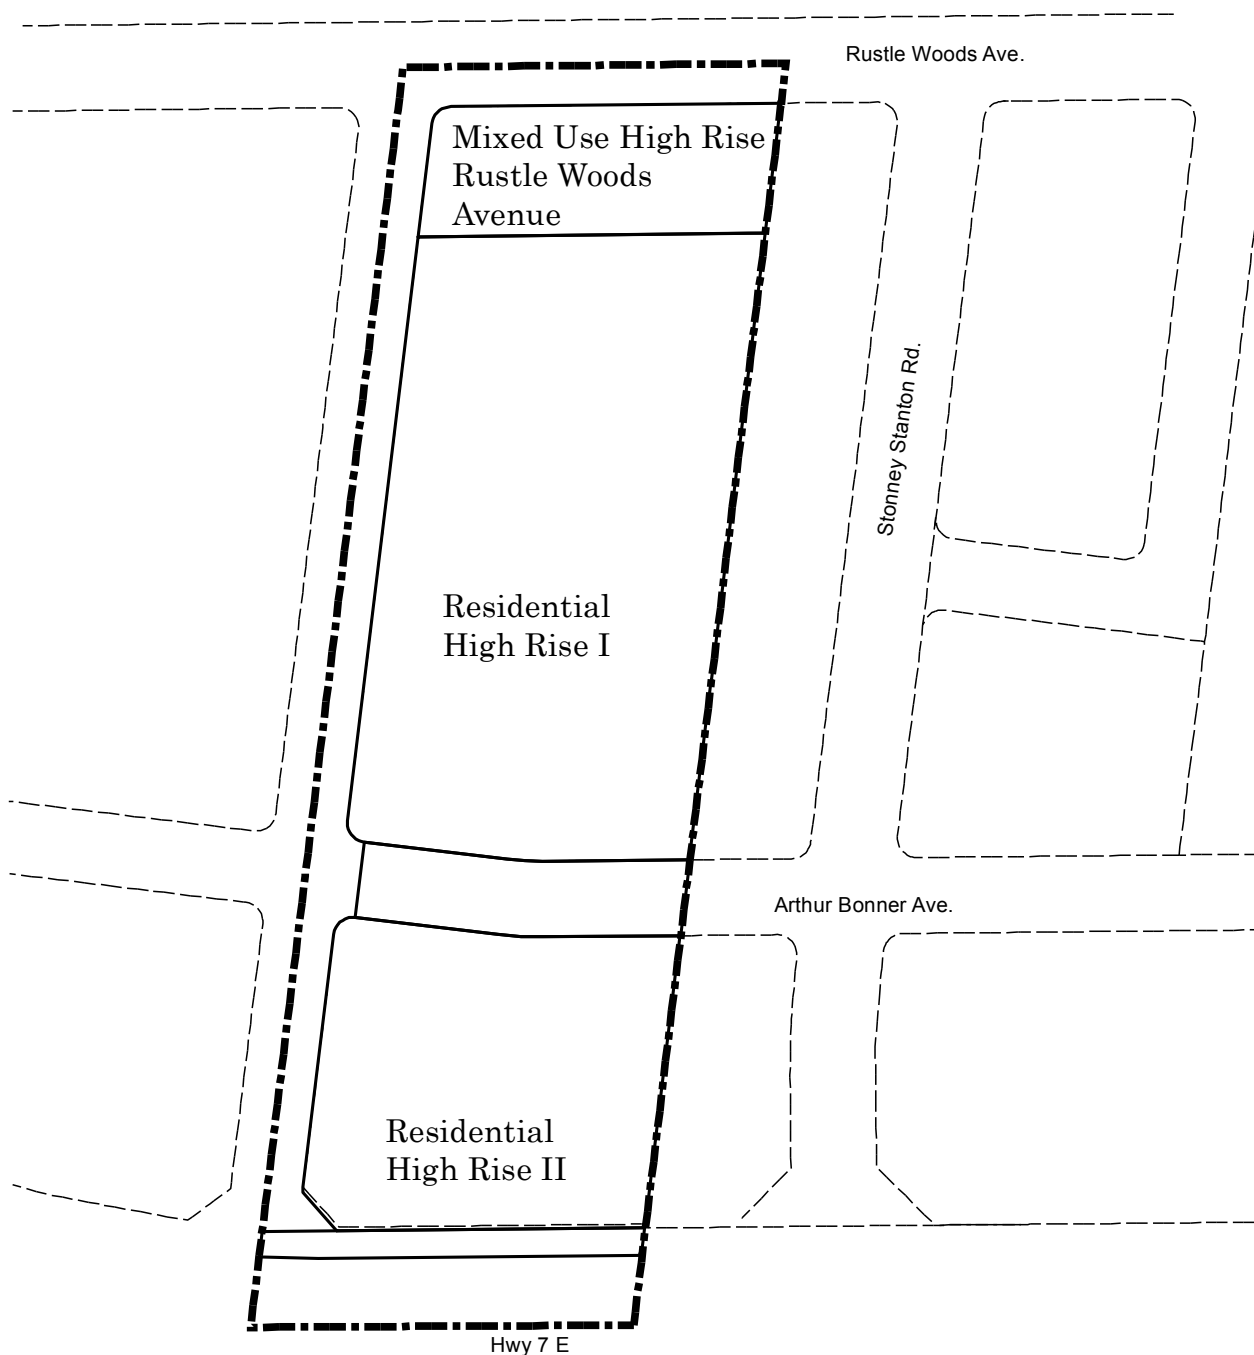 Rustle Woods Ave.
Mixed Use High Rise
Rustle Woods
Avenue
Stonney Stanton Rd.
Residential
High Rise I
Arthur Bonner Ave.
Residential
High Rise II
Hwy 7 E